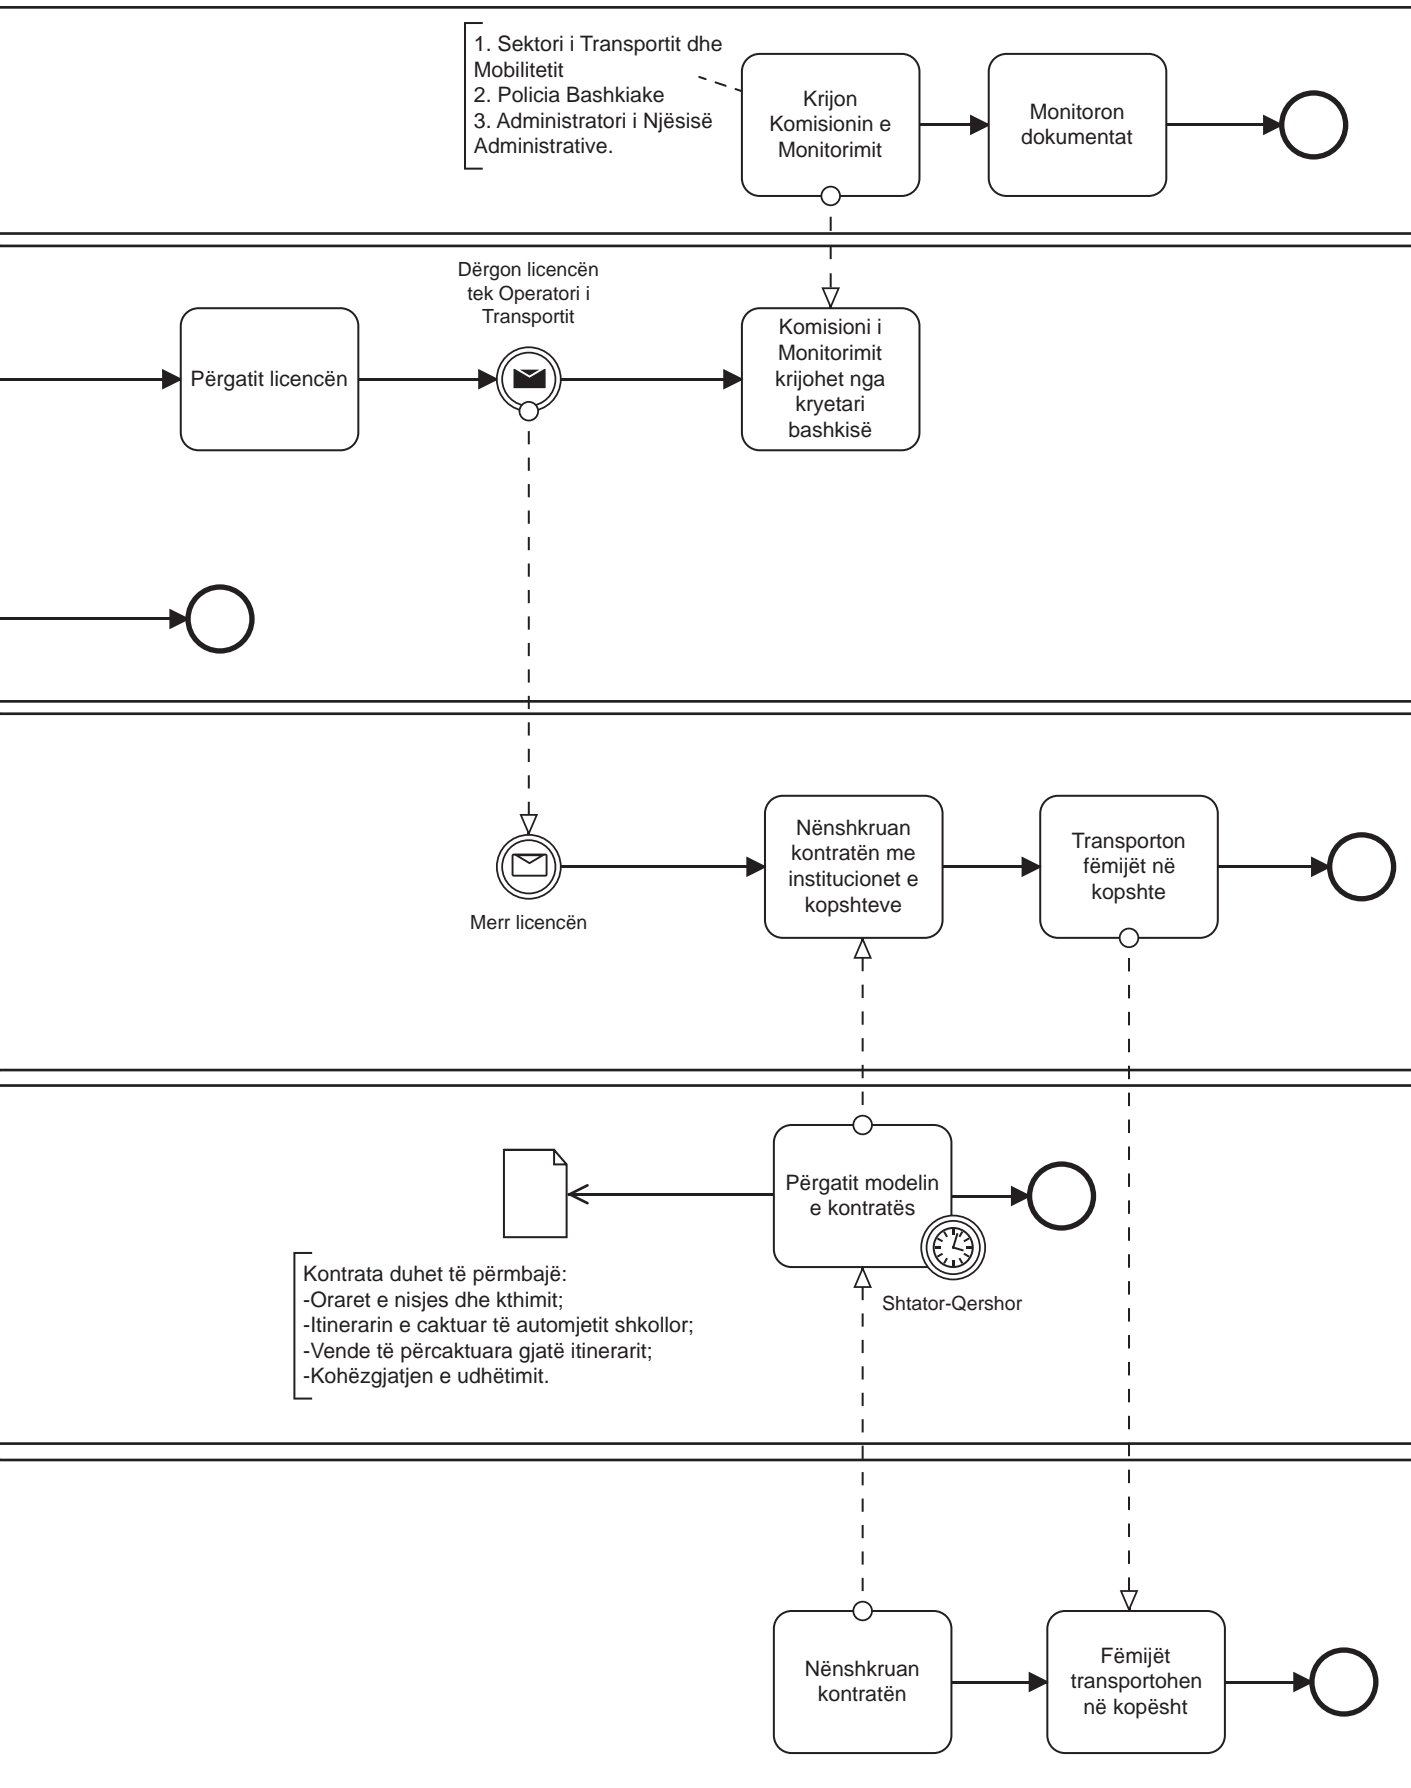 1. Sektori i Transportit dhe
Mobilitetit
2. Policia Bashkiake
3. Administratori i Njësisë
Administrative.
Krijon
Komisionin e
Monitorimit
Monitoron
dokumentat
Dërgon licencën
tek Operatori i
Transportit
Përgatit licencën
Komisioni i
Monitorimit
krijohet nga
kryetari
bashkisë
Merr licencën
Nënshkruan
kontratën me
institucionet e
kopshteve
Transporton
fëmijët në
kopshte
Përgatit modelin
e kontratës
Shtator-Qershor
Kontrata duhet të përmbajë:
-Oraret e nisjes dhe kthimit;
-Itinerarin e caktuar të automjetit shkollor;
-Vende të përcaktuara gjatë itinerarit;
-Kohëzgjatjen e udhëtimit.
Nënshkruan
kontratën
Fëmijët
transportohen
në kopësht